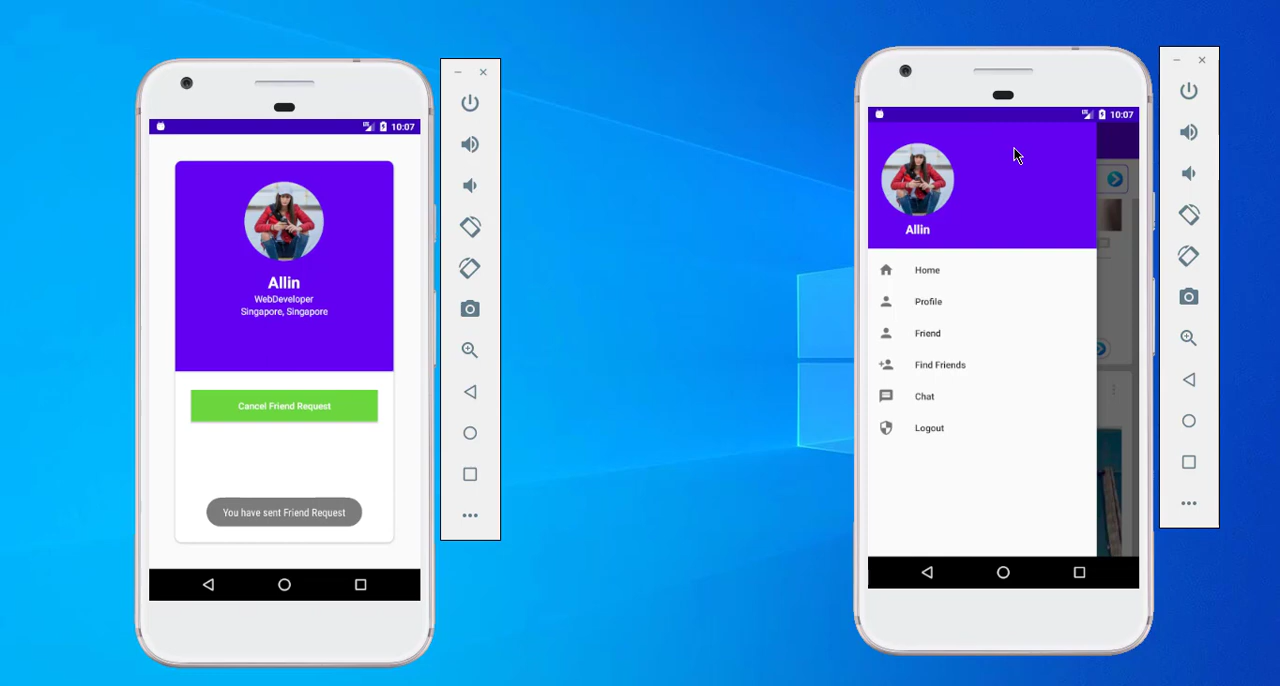 10:07
Allin
WebDeveloper
Singapore, Singapore
Cancel Friend Request
You have sent Friend Request
10:07
Allin
Home
Profile
Friend
Find Friends
Chat
Logout